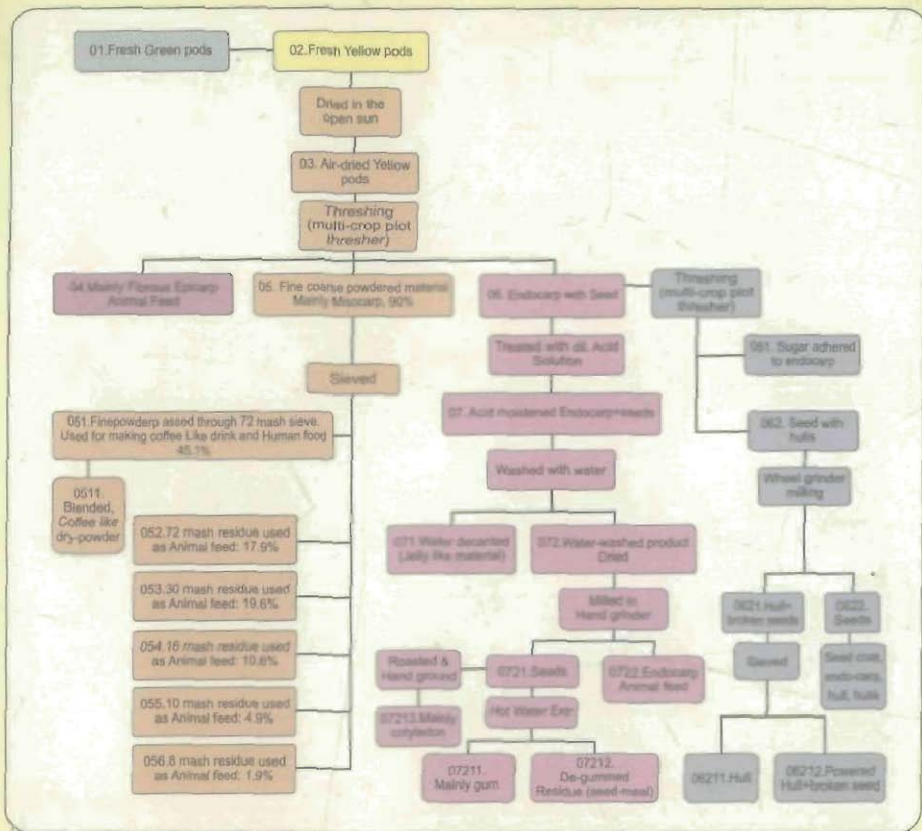 01.Fresh Green pods
02.Fresh Yellow pods
Dried in the
open sun
03. Air-dried Yellow
pods
Threshing
(multi-crop plot
thresher)
04.Mainly Fibrous Epicarp
Animal Feed
05. Fine coarse powdered material
Mainly Misocarp, 90%
06. Endocarp with Seed
Threshing
(multi-crop plot
thresher)
Sieved
Treated with dil. Acid
Solution
061. Sugar adhered
to endocarp
07. Acid moistened Endocarp+seeds
051.Finepowderp assed through 72 mash sieve.
Used for making coffee Like drink and Human food
45.1%
062. Seed with
hulls
Washed with water
Wheel grinder
milking
0511.
Blended,
Coffee like
dry-powder
052.72 mash residue used
as Animal feed: 17.9%
071.Water decanted
(Jelly like material)
072.Water-washed product
Dried
053.30 mash residue used
as Animal feed: 19.6%
Milled in
Hand grinder
0621.Hull+
broken seeds
0622.
Seeds
054.16 mash residue used
as Animal feed: 10.6%
Roasted &
Hand ground
0721.Seeds
0722.Endocarp
Animal feed
Sieved
Seed coat,
endo-carp,
hull, husk
055.10 mash residue used
as Animal feed: 4.9%
07213.Mainly
cotyledon
Hot Water Extr
056.8 mash residue used
as Animal feed: 1.9%
07211.
Mainly gum
07212.
De-gummed
Residue (seed-meal)
06211.Hull
06212.Powered
Hull+broken seed